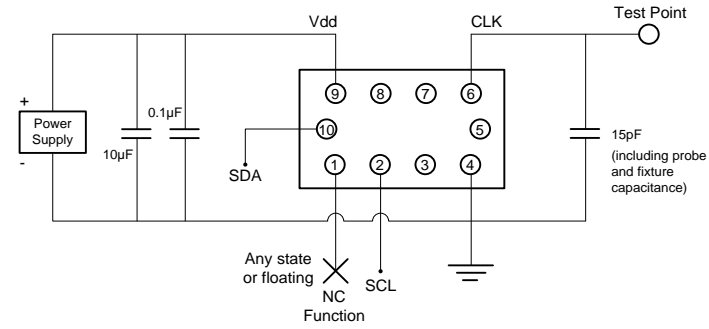 Test Point
Vdd
CLK
+
Power
Supply
-
10µF
0.1µF
9
8
7
6
10
5
1
2
3
4
SDA
15pF
(including probe
and fixture
capacitance)
Any state
or floating
NC
Function
SCL